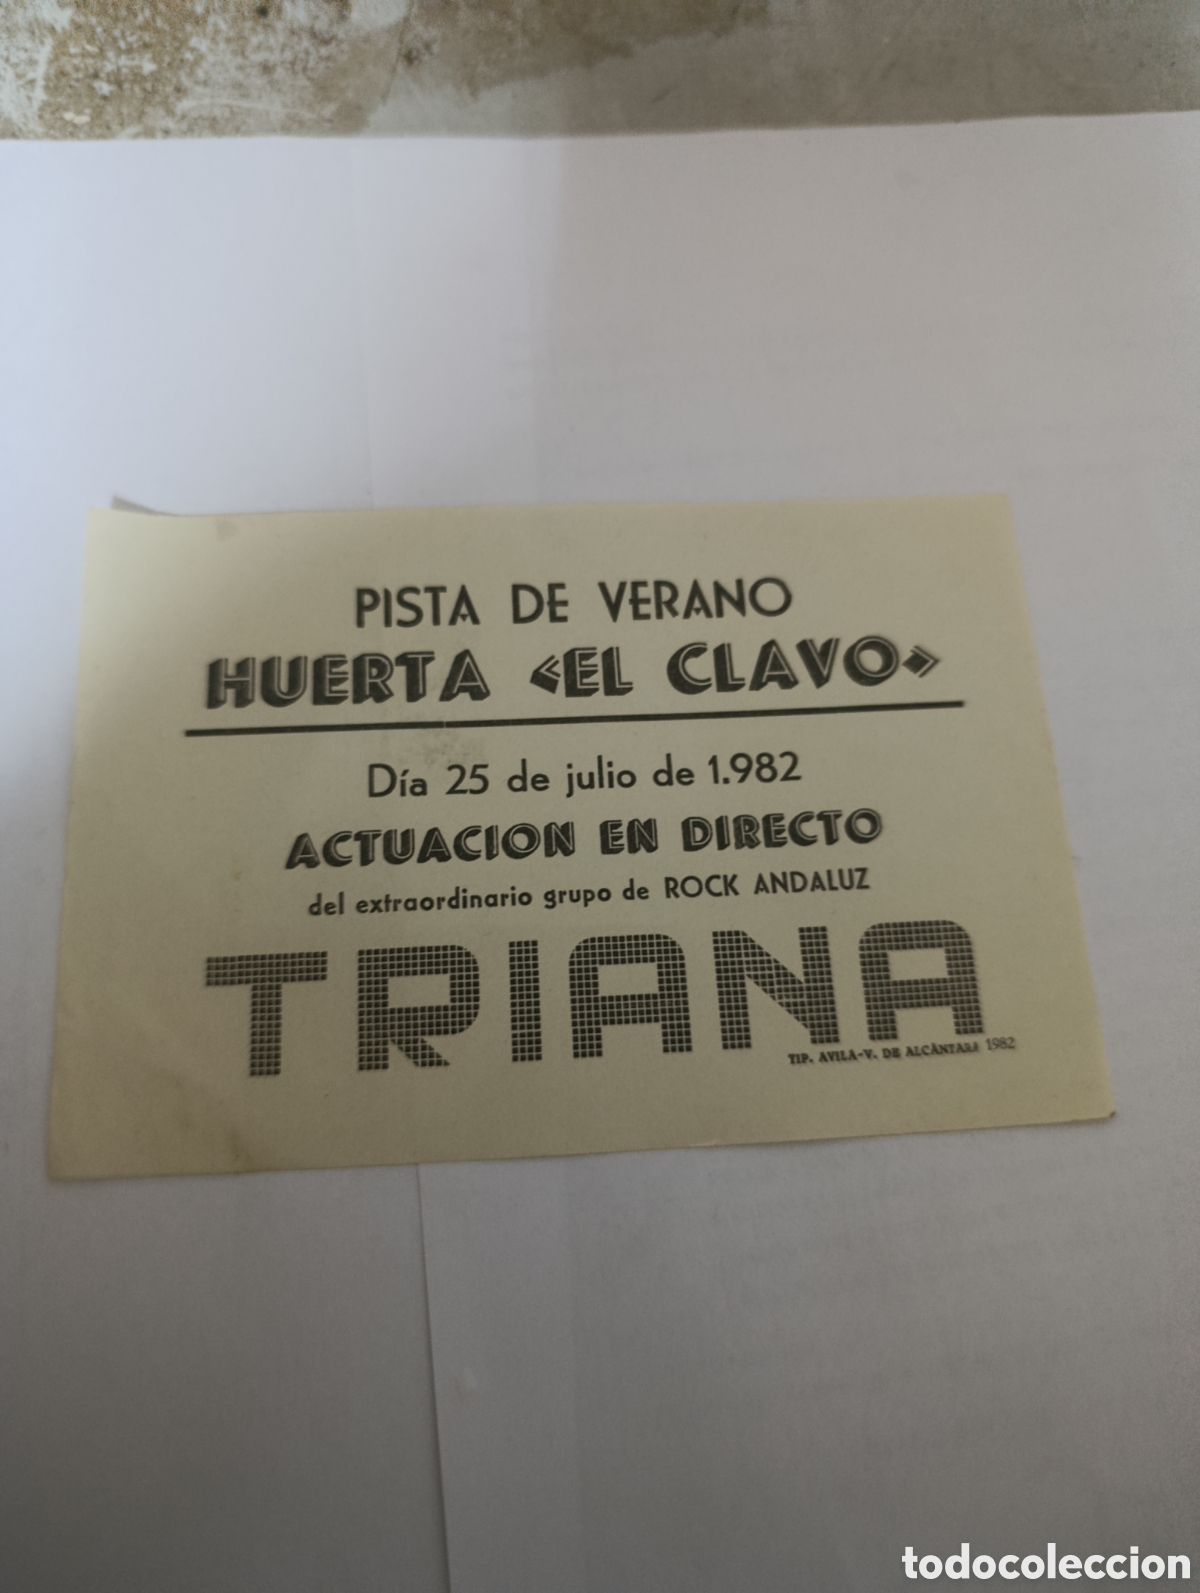 PISTA DE VERANO
HUERTA «EL CLAVO»
Día 25 de julio de 1.982
ACTUACION EN DIRECTO
del extraordinario grupo de ROCK ANDALUZ
TRIANA
TIP. AVILA-V. DE ALCÁNTARA 1982
todocoleccion